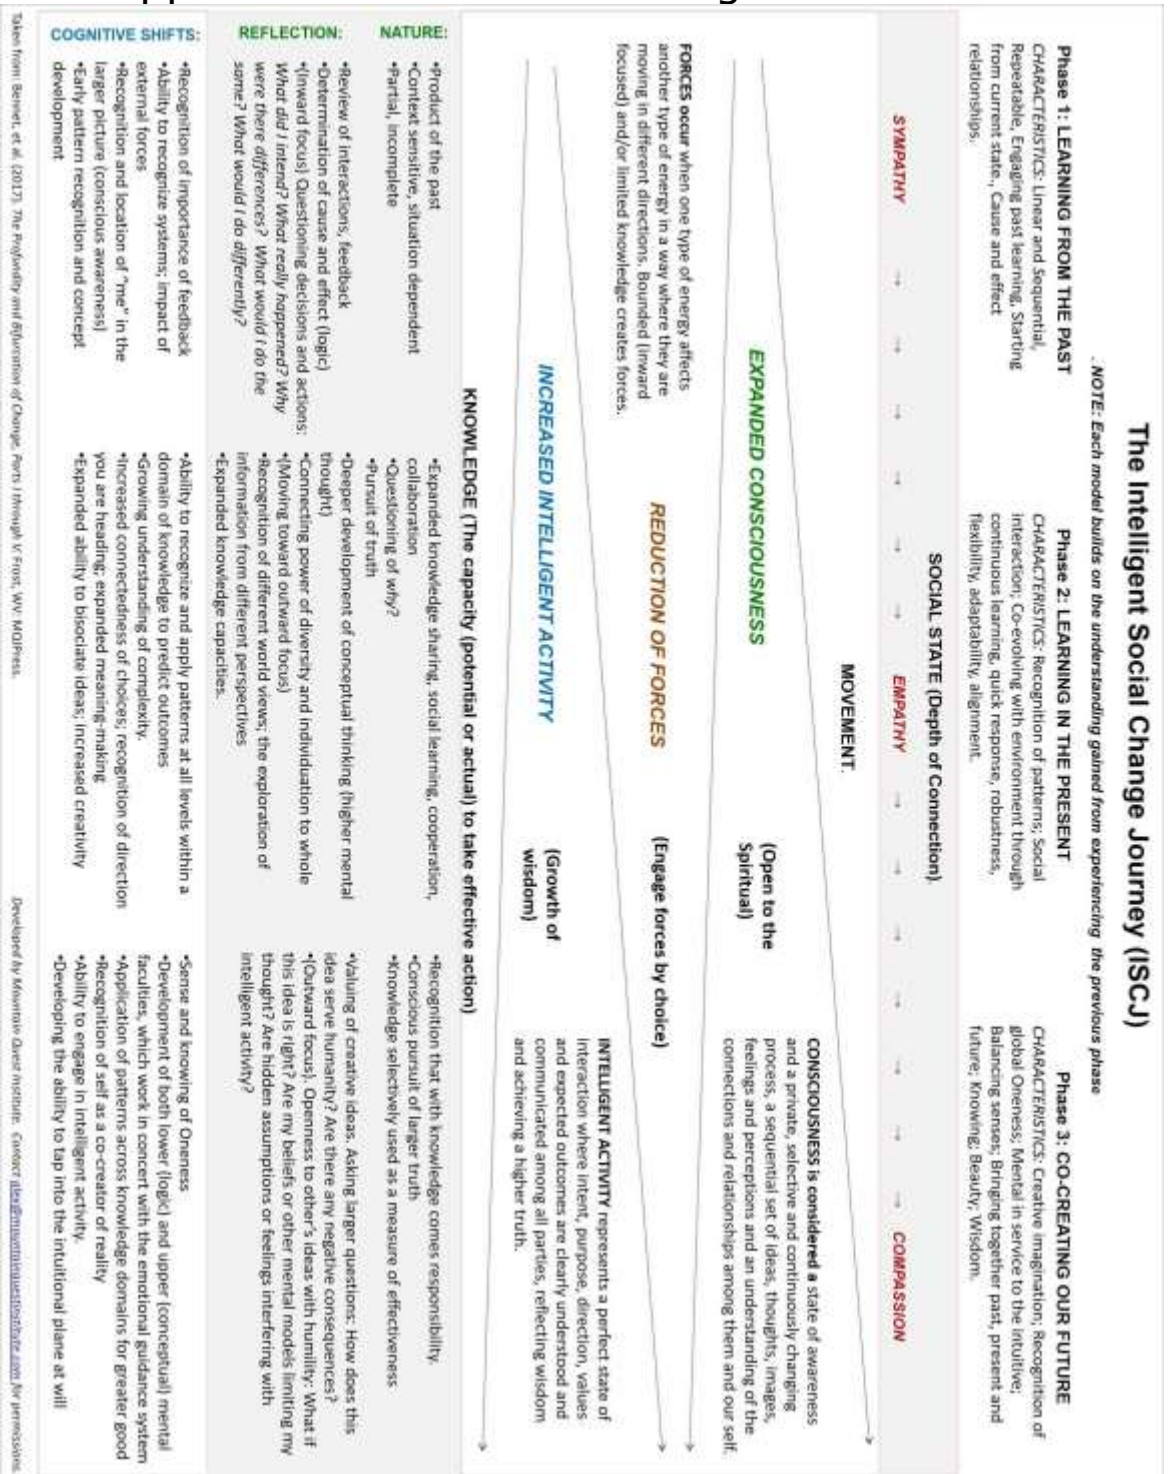 The Intelligent Social Change Journey (ISCJ)
. NOTE: Each model builds on the understanding gained from experiencing the previous phase
Phase 1: LEARNING FROM THE PAST
CHARACTERISTICS: Linear and Sequential,
Repeatable, Engaging past learning, Starting
from current state., Cause and effect
relationships.
Phase 2: LEARNING IN THE PRESENT
CHARACTERISTICS: Recognition of patterns; Social
interaction; Co-evolving with environment through
continuous learning, quick response, robustness,
flexibility, adaptability, alignment.
Phase 3: CO-CREATING OUR FUTURE
CHARACTERISTICS: Creative imagination; Recognition of
global Oneness; Mental in service to the intuitive;
Balancing senses; Bringing together past, present and
future; Knowing; Beauty; Wisdom.
SOCIAL STATE (Depth of Connection)
SYMPATHY → → → → → → EMPATHY → → → → → → → COMPASSION
MOVEMENT.
EXPANDED CONSCIOUSNESS
(Open to the
Spiritual)
CONSCIOUSNESS is considered a state of awareness
and a private, selective and continuously changing
process, a sequential set of ideas, thoughts, images,
feelings and perceptions and an understanding of the
connections and relationships among them and our self.
FORCES occur when one type of energy affects
another type of energy in a way where they are
moving in different directions. Bounded (inward
focused) and/or limited knowledge creates forces.
REDUCTION OF FORCES
(Engage forces by choice)
INCREASED INTELLIGENT ACTIVITY
(Growth of
wisdom)
INTELLIGENT ACTIVITY represents a perfect state of
interaction where intent, purpose, direction, values
and expected outcomes are clearly understood and
communicated among all parties, reflecting wisdom
and achieving a higher truth.
KNOWLEDGE (The capacity (potential or actual) to take effective action)
NATURE:
•Product of the past
•Context sensitive, situation dependent
•Partial, incomplete
•Expanded knowledge sharing, social learning, cooperation,
collaboration
•Questioning of why?
•Pursuit of truth
•Recognition that with knowledge comes responsibility.
•Conscious pursuit of larger truth
•Knowledge selectively used as a measure of effectiveness
REFLECTION:
•Review of interactions, feedback
•Determination of cause and effect (logic)
•(Inward focus) Questioning decisions and actions:
What did I intend? What really happened? Why
were there differences? What would I do the
same? What would I do differently?
•Deeper development of conceptual thinking (higher mental
thought)
•Connecting power of diversity and individuation to whole
•(Moving toward outward focus)
•Recognition of different world views; the exploration of
information from different perspectives
•Expanded knowledge capacities.
•Valuing of creative ideas. Asking larger questions: How does this
idea serve humanity? Are there any negative consequences?
•(Outward focus). Openness to other's ideas with humility: What if
this idea is right? Are my beliefs or other mental models limiting my
thought? Are hidden assumptions or feelings interfering with
intelligent activity?
COGNITIVE SHIFTS:
•Recognition of importance of feedback
•Ability to recognize systems; impact of
external forces
•Recognition and location of "me" in the
larger picture (conscious awareness)
•Early pattern recognition and concept
development
•Ability to recognize and apply patterns at all levels within a
domain of knowledge to predict outcomes
•Growing understanding of complexity.
•Increased connectedness of choices; recognition of direction
you are heading; expanded meaning-making
•Expanded ability to bisociate ideas; increased creativity
•Sense and knowing of Oneness
•Development of both lower (logic) and upper (conceptual) mental
faculties, which work in concert with the emotional guidance system
•Application of patterns across knowledge domains for greater good
•Recognition of self as a co-creator of reality
•Ability to engage in intelligent activity.
•Developing the ability to tap into the intuitional plane at will
Taken from: Bennet, et al. (2017). The Profundity and Bifurcation of Change, Parts I through V. Frost, WV: MQIPress.
Developed by Mountain Quest Institute. Contact alex@mountainquestinstitute.com for permissions.